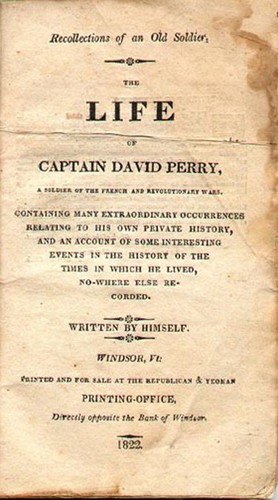 Recollections of an Old Soldier.
THE
LIFE
OF
CAPTAIN DAVID PERRY,
A SOLDIER OF THE FRENCH AND REVOLUTIONARY WARS.
CONTAINING MANY EXTRAORDINARY OCCURRENCES
RELATING TO HIS OWN PRIVATE HISTORY,
AND AN ACCOUNT OF SOME INTERESTING
EVENTS IN THE HISTORY OF THE
TIMES IN WHICH HE LIVED,
NO-WHERE ELSE RE-
CORDED.
WRITTEN BY HIMSELF.
WINDSOR, Vt:
PRINTED AND FOR SALE AT THE REPUBLICAN & YEOMAN
PRINTING-OFFICE,
Directly opposite the Bank of Windsor.
1822.